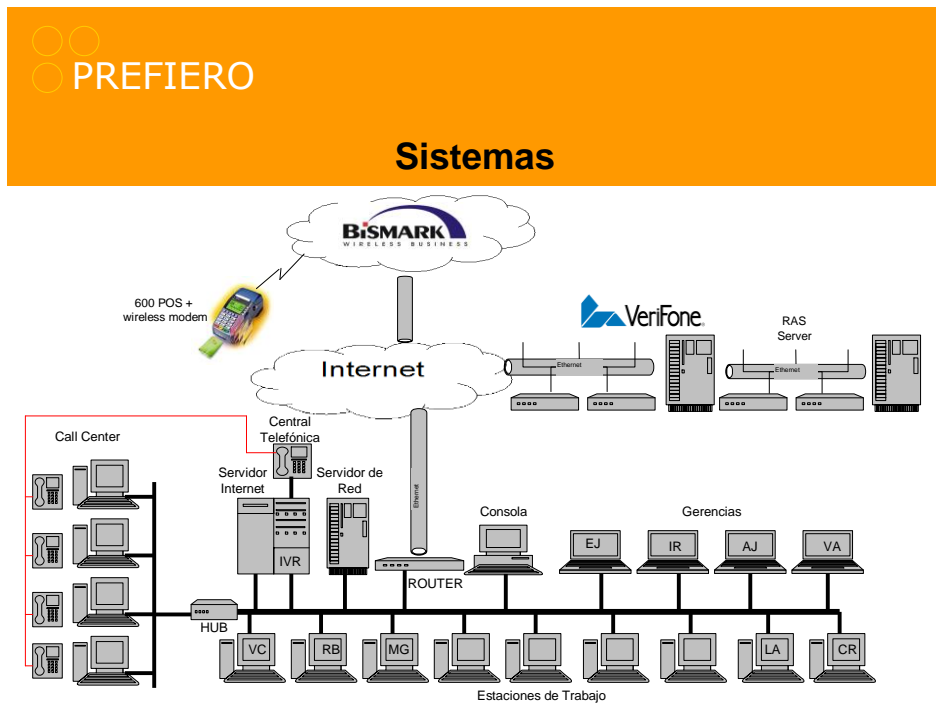 PREFIERO
Sistemas
BiSMARK
WIRELESS BUSINESS
600 POS +
wireless modem
VeriFone.
RAS
Server
Internet
Ethernet
Ethernet
Central
Telefónica
Call Center
Servidor
Internet
Servidor de
Red
Ethernet
Consola
Gerencias
EJ
IR
AJ
VA
IVR
ROUTER
HUB
VC
RB
MG
LA
CR
Estaciones de Trabajo